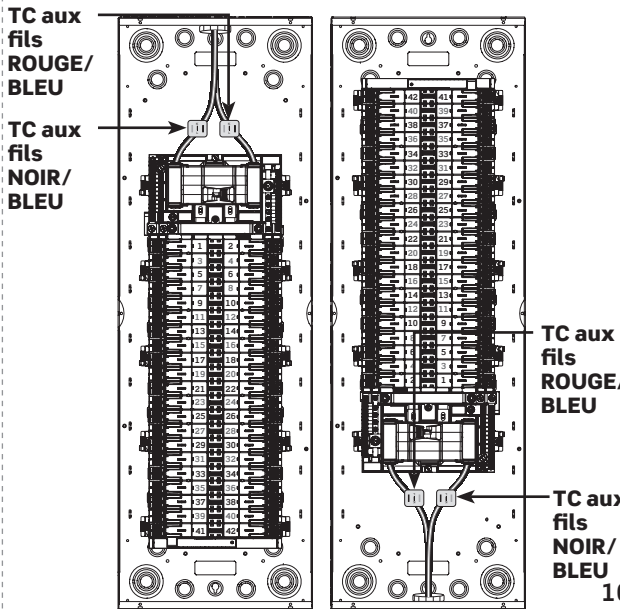 TC aux
fils
ROUGE/
BLEU
TC aux
fils
NOIR/
BLEU
1 2
3 4
5 6
7 8
9 10
11 12
13 14
15 16
17 18
19 20
21 22
23 24
25 26
27 28
29 30
31 32
33 34
35 36
37 38
39 40
41 42
42 41
40 39
38 37
36 35
34 33
32 31
30 29
28 27
26 25
24 23
22 21
20 19
18 17
16 15
14 13
12 11
10 9
8 7
6 5
3
2 1
TC aux
fils
ROUGE/
BLEU
TC aux
fils
NOIR/
BLEU
10